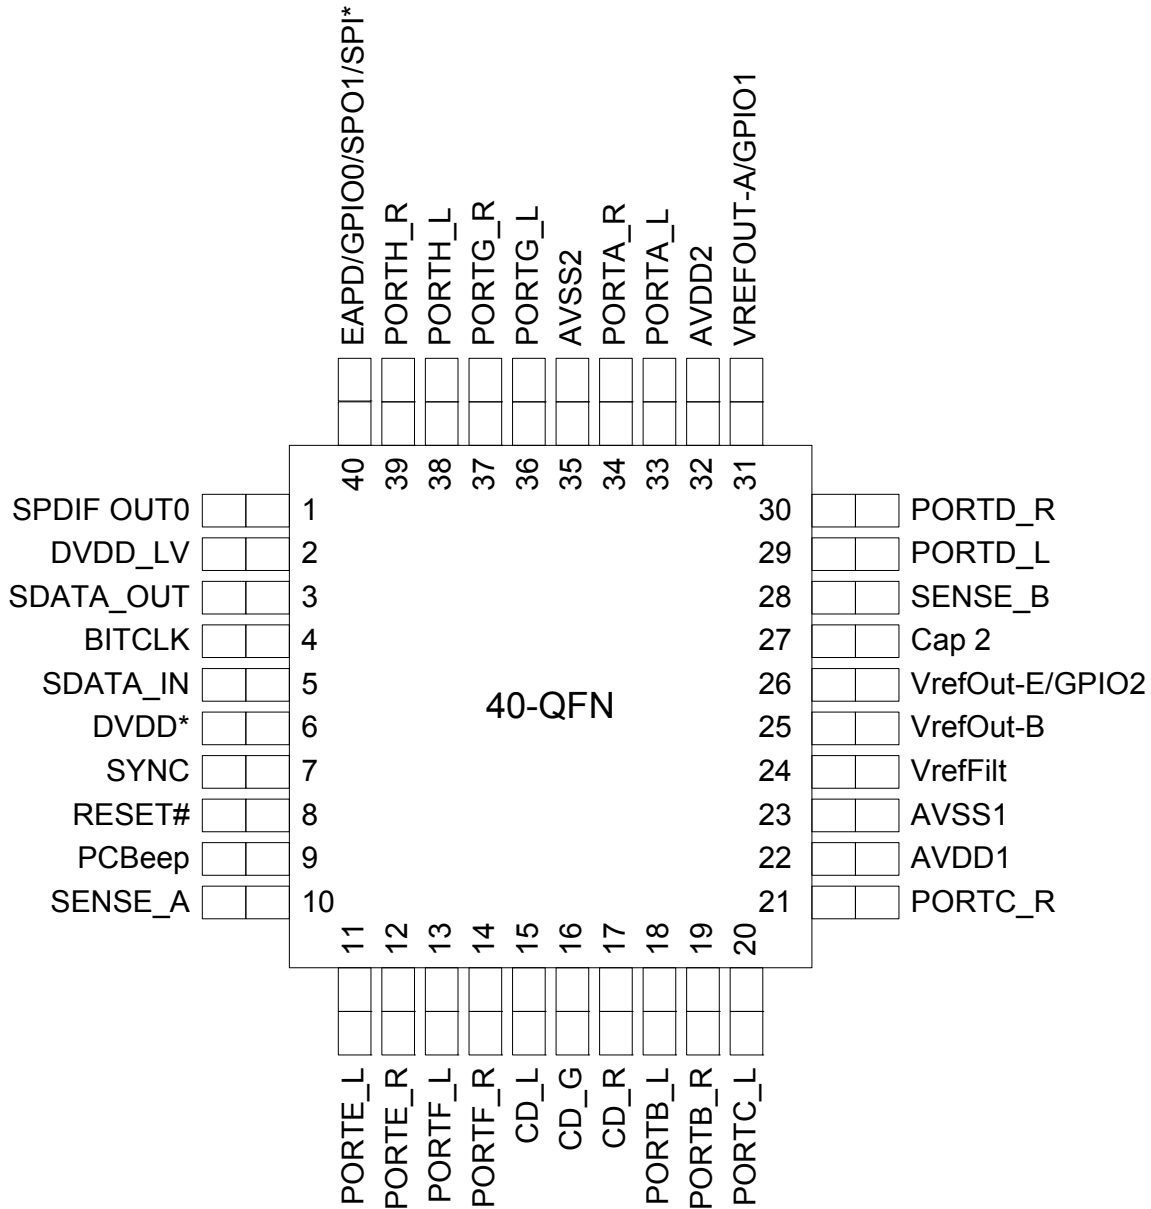 EAPD/GPIO0/SPO1/SPI*
PORTH_R
PORTH_L
PORTG_R
PORTG_L
AVSS2
PORTA_R
PORTA_L
AVDD2
VREFOUT-A/GPIO1
40
39
38
37
36
35
34
33
32
31
SPDIF OUT0 1
DVDD_LV 2
SDATA_OUT 3
BITCLK 4
SDATA_IN 5
DVDD* 6
SYNC 7
RESET# 8
PCBeep 9
SENSE_A 10
40-QFN
30 PORTD_R
29 PORTD_L
28 SENSE_B
27 Cap 2
26 VrefOut-E/GPIO2
25 VrefOut-B
24 VrefFilt
23 AVSS1
22 AVDD1
21 PORTC_R
11
12
13
14
15
16
17
18
19
20
PORTE_L
PORTE_R
PORTF_L
PORTF_R
CD_L
CD_G
CD_R
PORTB_L
PORTB_R
PORTC_L